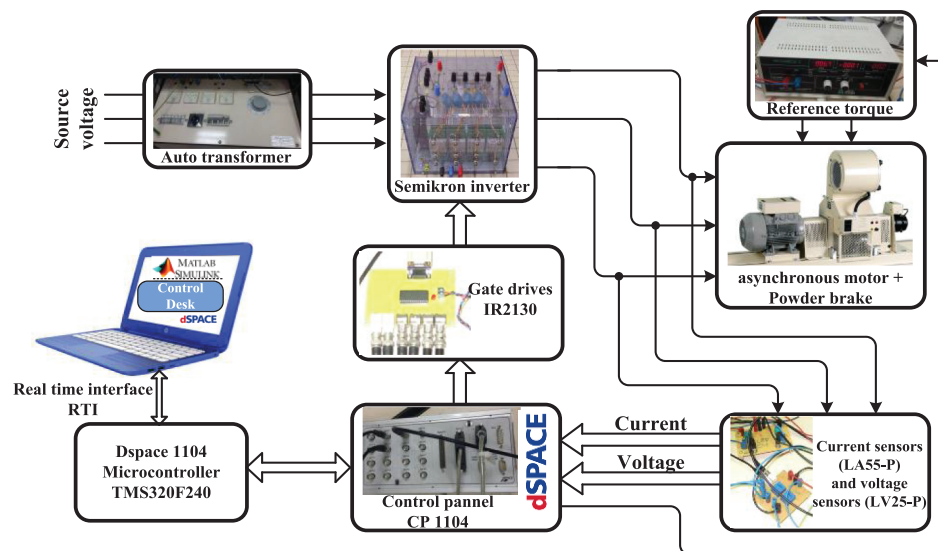 Source
voltage
Auto transformer
Semikron inverter
Reference torque
asynchronous motor +
Powder brake
MATLAB
SIMULINK
Control
Desk
dSPACE
Gate drives
IR2130
Real time interface
RTI
Dspace 1104
Microcontroller
TMS320F240
Control pannel
CP 1104
dSPACE
Current
Voltage
Current sensors
(LA55-P)
and voltage
sensors (LV25-P)